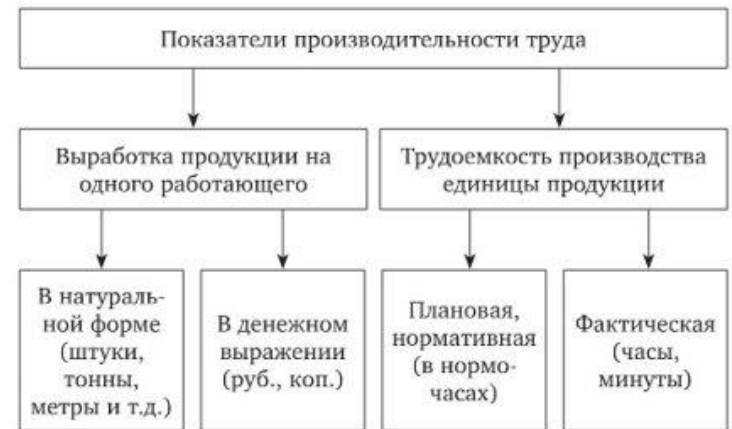 Показатели производительности труда
Выработка продукции на
одного работающего
Трудоемкость производства
единицы продукции
В натураль-
ной форме
(штуки,
тонны,
метры и т.д.)
В денежном
выражении
(руб., коп.)
Плановая,
нормативная
(в нормо-
часах)
Фактическая
(часы,
минуты)